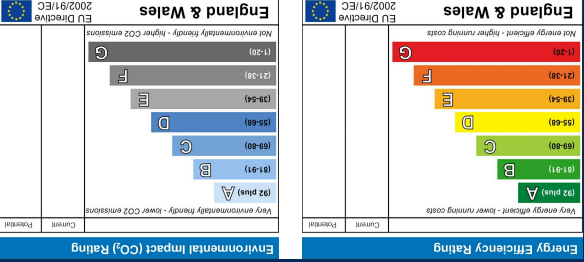 Energy Efficiency Rating
Current Potential
Very energy efficient - lower running costs
(92 plus) A
(81-91) B
(69-80) C
(55-68) D
(39-54) E
(21-38) F
(1-20) G
Not energy efficient - higher running costs
England & Wales
EU Directive
2002/91/EC
Environmental Impact (CO₂) Rating
Current Potential
Very environmentally friendly - lower CO2 emissions
(92 plus) A
(81-91) B
(69-80) C
(55-68) D
(39-54) E
(21-38) F
(1-20) G
Not environmentally friendly - higher CO2 emissions
England & Wales
EU Directive
2002/91/EC